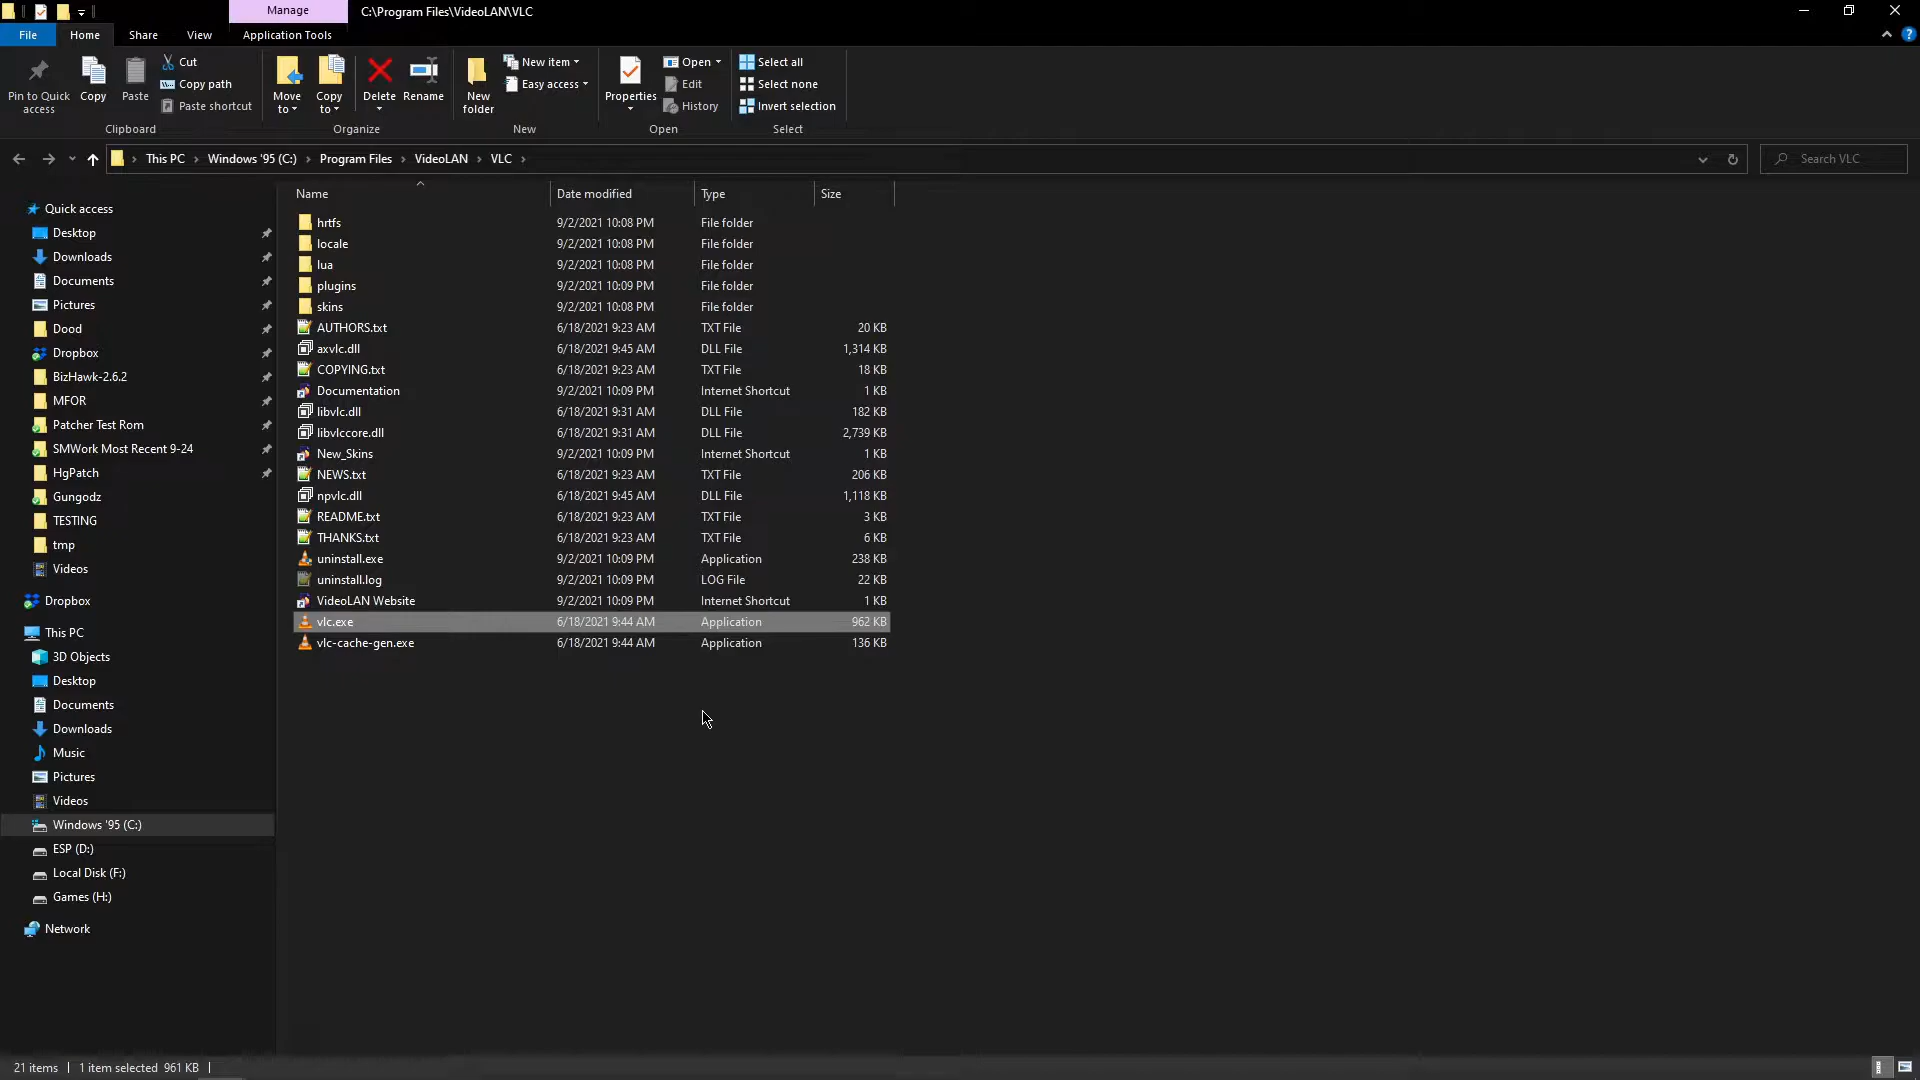 Manage
C:\Program Files\VideoLAN\VLC
File
Home
Share
View
Application Tools
Pin to Quick access
Copy
Paste
Cut
Copy path
Paste shortcut
Clipboard
Move to
Copy to
Delete
Rename
Organize
New folder
New item
Easy access
New
Properties
Open
Edit
History
Open
Select all
Select none
Invert selection
Select
This PC > Windows '95 (C:) > Program Files > VideoLAN > VLC >
Search VLC
Quick access
Desktop
Downloads
Documents
Pictures
Dood
Dropbox
BizHawk-2.6.2
MFOR
Patcher Test Rom
SMWork Most Recent 9-24
HgPatch
Gungodz
TESTING
tmp
Videos
Dropbox
This PC
3D Objects
Desktop
Documents
Downloads
Music
Pictures
Videos
Windows '95 (C:)
ESP (D:)
Local Disk (F:)
Games (H:)
Network
Name Date modified Type Size
hrtfs 9/2/2021 10:08 PM File folder
locale 9/2/2021 10:08 PM File folder
lua 9/2/2021 10:08 PM File folder
plugins 9/2/2021 10:09 PM File folder
skins 9/2/2021 10:08 PM File folder
AUTHORS.txt 6/18/2021 9:23 AM TXT File 20 KB
axvlc.dll 6/18/2021 9:45 AM DLL File 1,314 KB
COPYING.txt 6/18/2021 9:23 AM TXT File 18 KB
Documentation 9/2/2021 10:09 PM Internet Shortcut 1 KB
libvlc.dll 6/18/2021 9:31 AM DLL File 182 KB
libvlccore.dll 6/18/2021 9:31 AM DLL File 2,739 KB
New_Skins 9/2/2021 10:09 PM Internet Shortcut 1 KB
NEWS.txt 6/18/2021 9:23 AM TXT File 206 KB
npvlc.dll 6/18/2021 9:45 AM DLL File 1,118 KB
README.txt 6/18/2021 9:23 AM TXT File 3 KB
THANKS.txt 6/18/2021 9:23 AM TXT File 6 KB
uninstall.exe 9/2/2021 10:09 PM Application 238 KB
uninstall.log 9/2/2021 10:09 PM LOG File 22 KB
VideoLAN Website 9/2/2021 10:09 PM Internet Shortcut 1 KB
vlc.exe 6/18/2021 9:44 AM Application 962 KB
vlc-cache-gen.exe 6/18/2021 9:44 AM Application 136 KB
21 items | 1 item selected 961 KB |